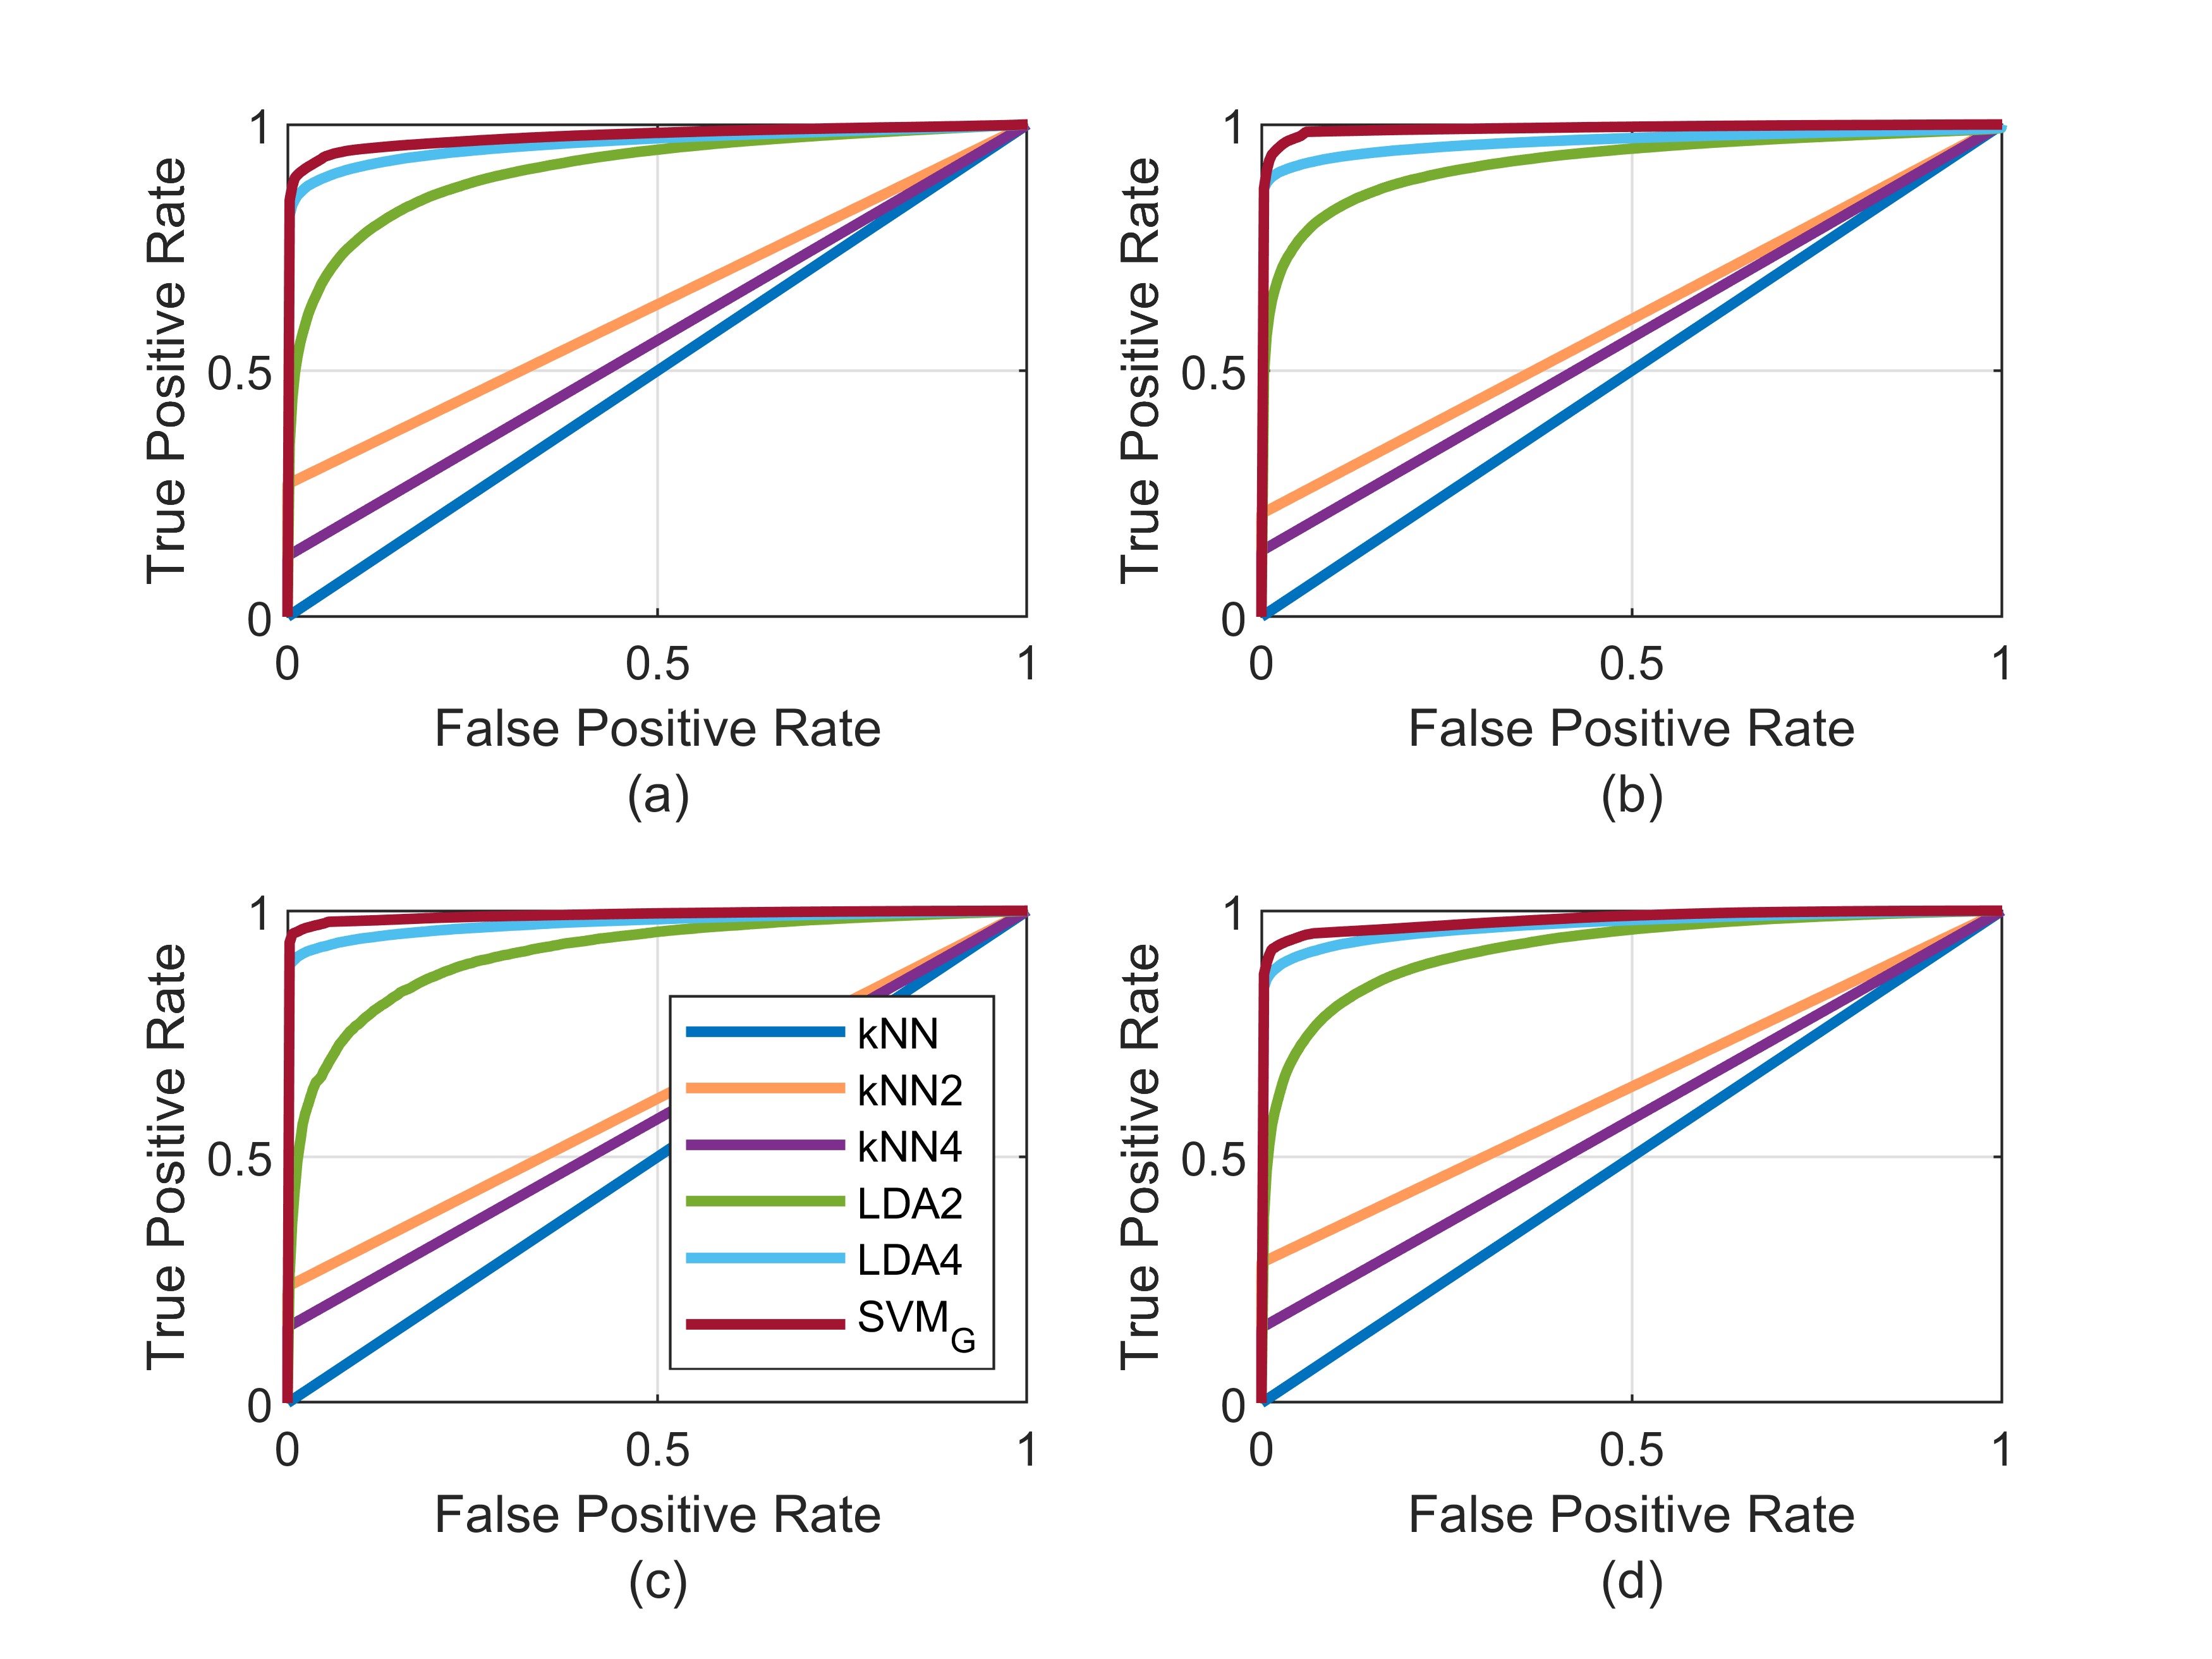 1
0.5
0
True Positive Rate
0 0.5 1
False Positive Rate
(a)
1
0.5
0
True Positive Rate
0 0.5 1
False Positive Rate
(b)
1
0.5
0
True Positive Rate
kNN
kNN2
kNN4
LDA2
LDA4
SVM_G
0 0.5 1
False Positive Rate
(c)
1
0.5
0
True Positive Rate
0 0.5 1
False Positive Rate
(d)